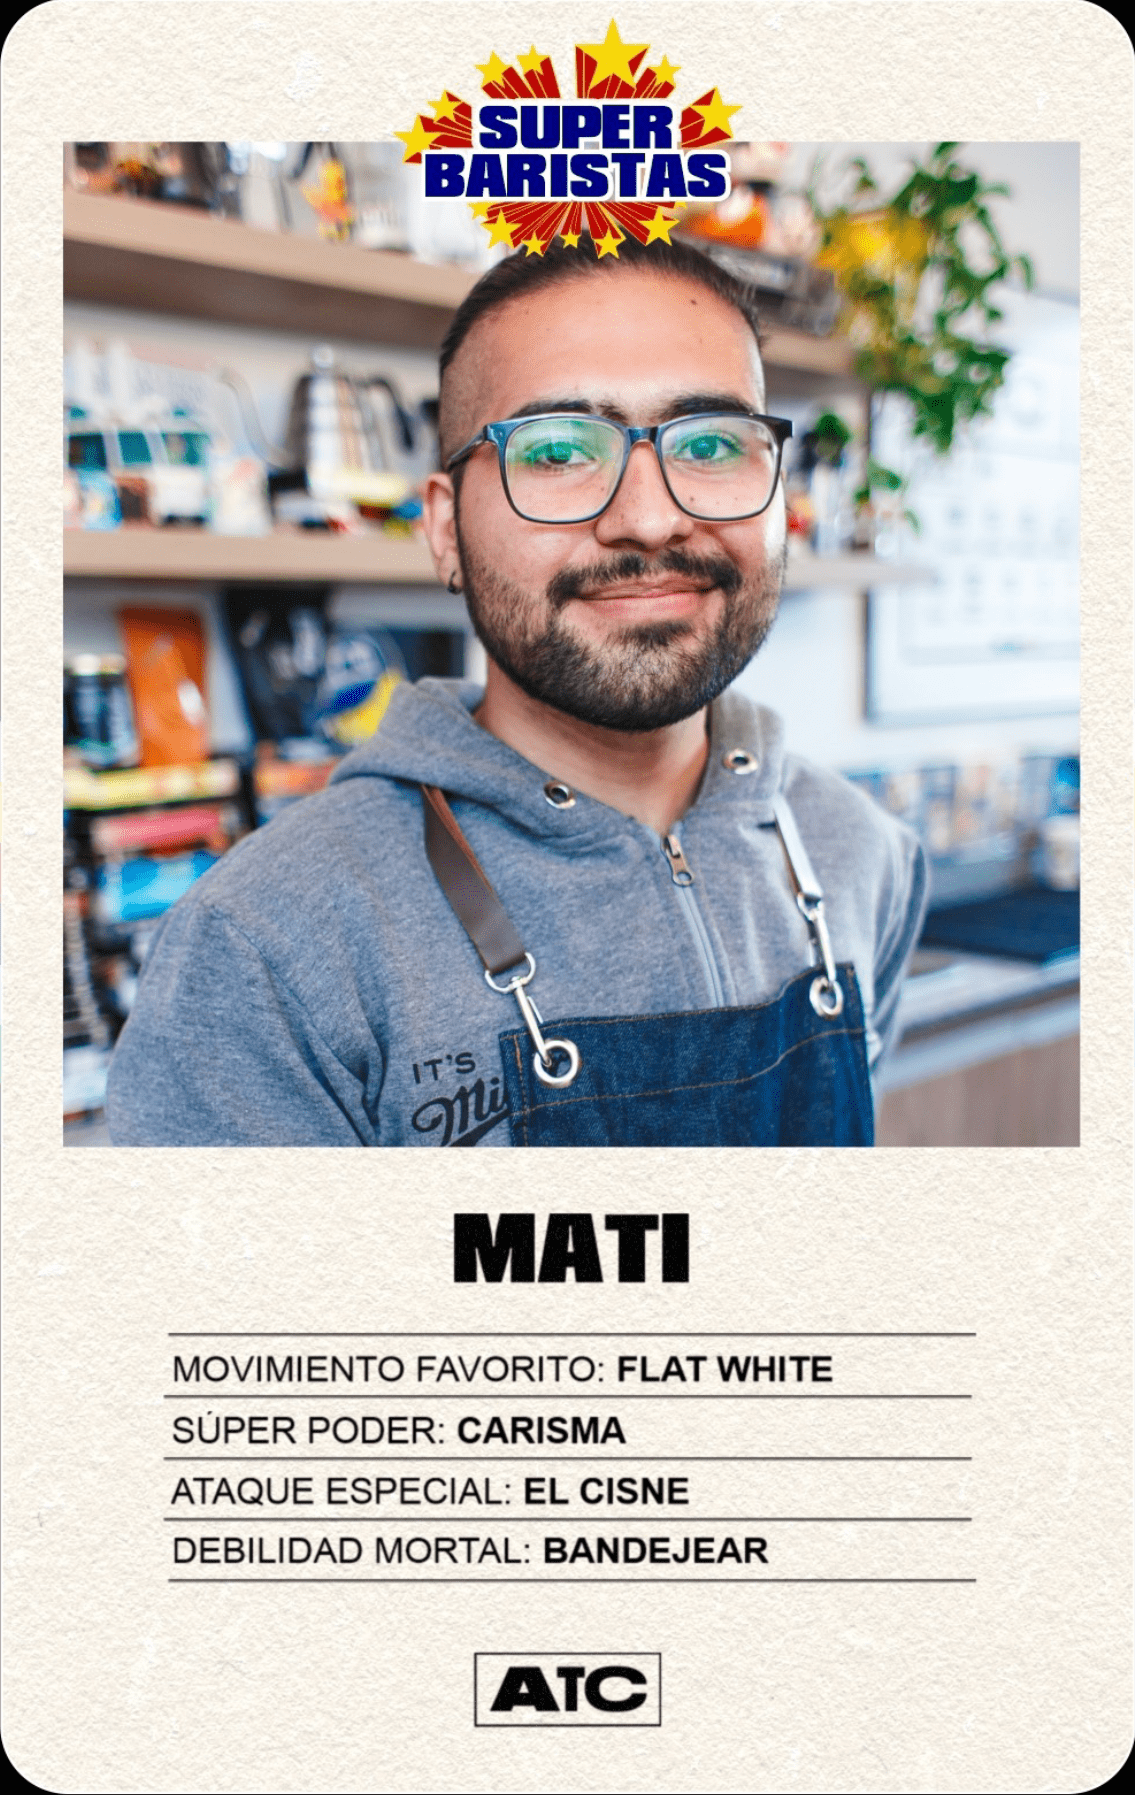 SUPER
BARISTAS
IT'S
Mi
MATI
MOVIMIENTO FAVORITO: FLAT WHITE
SÚPER PODER: CARISMA
ATAQUE ESPECIAL: EL CISNE
DEBILIDAD MORTAL: BANDEJEAR
ATC